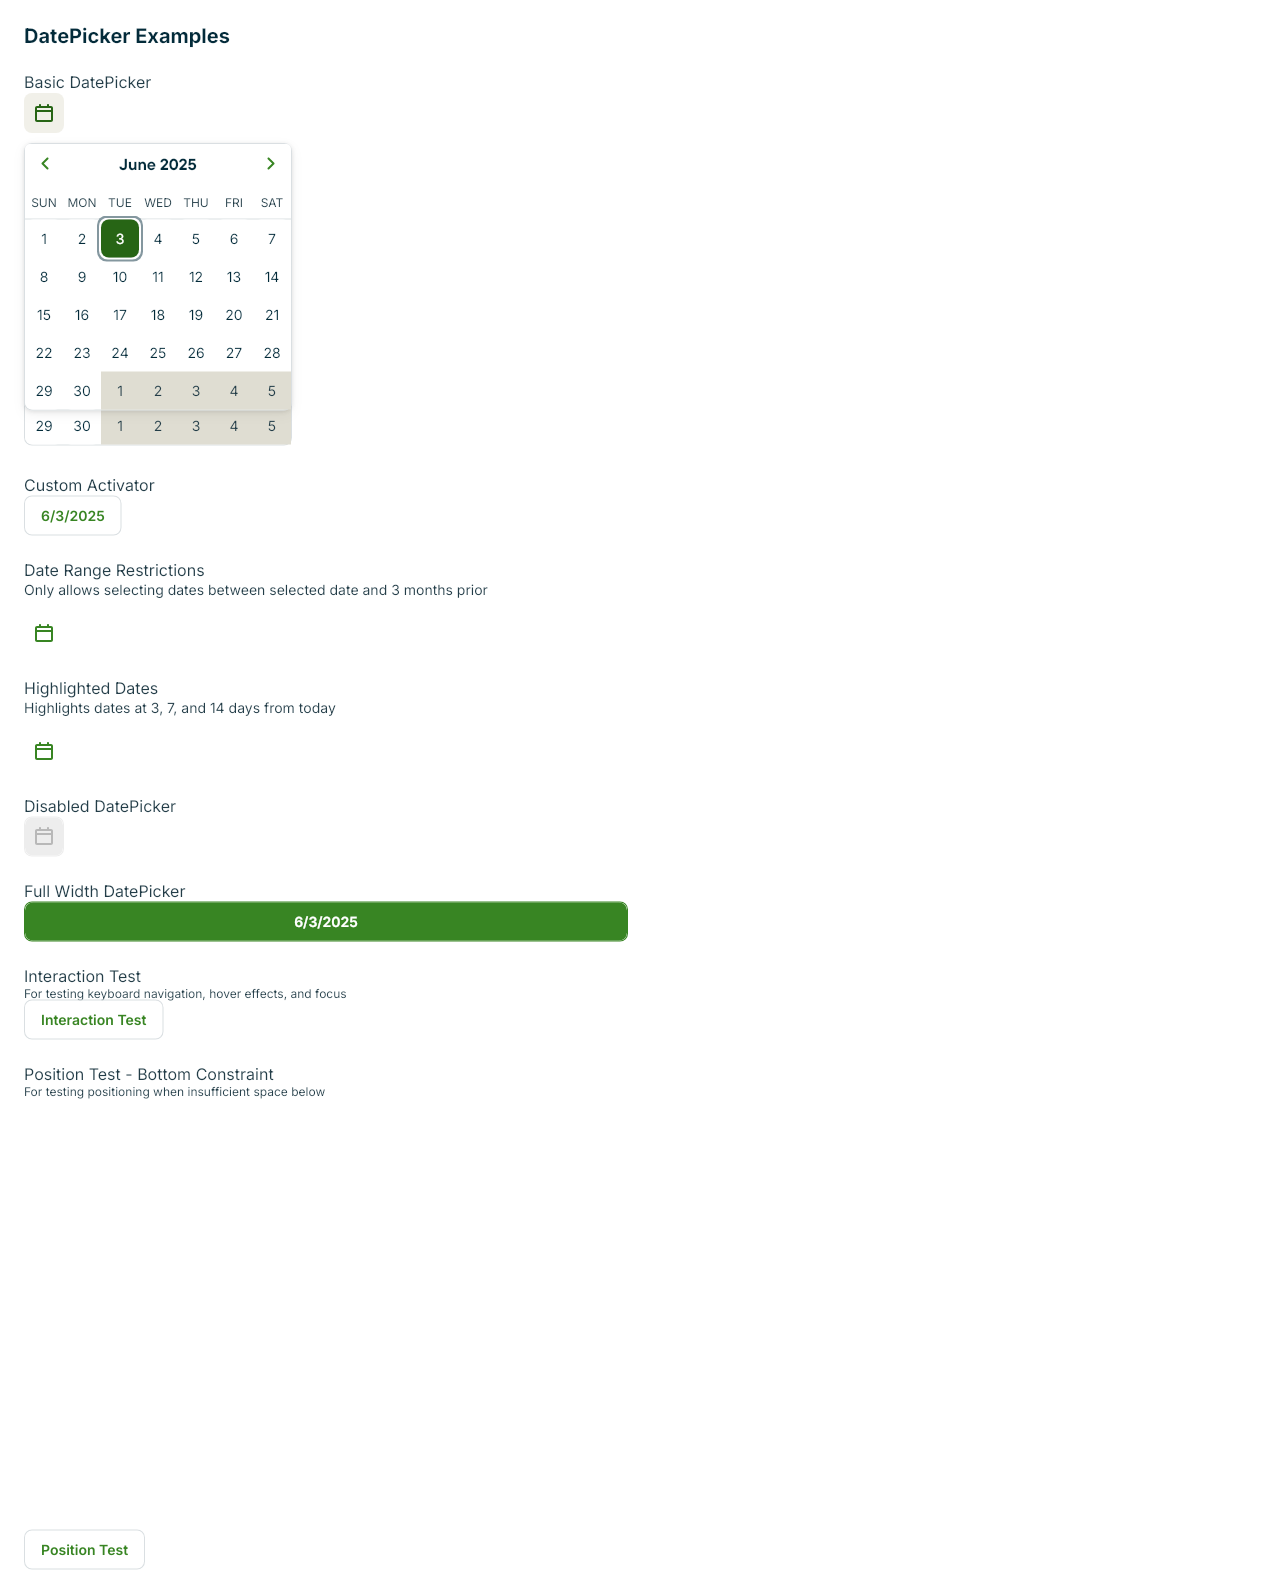 DatePicker Examples
Basic DatePicker
June 2025
SUN MON TUE WED THU FRI SAT
1 2 3 4 5 6 7
8 9 10 11 12 13 14
15 16 17 18 19 20 21
22 23 24 25 26 27 28
29 30 1 2 3 4 5
29 30 1 2 3 4 5
Custom Activator
6/3/2025
Date Range Restrictions
Only allows selecting dates between selected date and 3 months prior
Highlighted Dates
Highlights dates at 3, 7, and 14 days from today
Disabled DatePicker
Full Width DatePicker
6/3/2025
Interaction Test
For testing keyboard navigation, hover effects, and focus
Interaction Test
Position Test - Bottom Constraint
For testing positioning when insufficient space below
Position Test